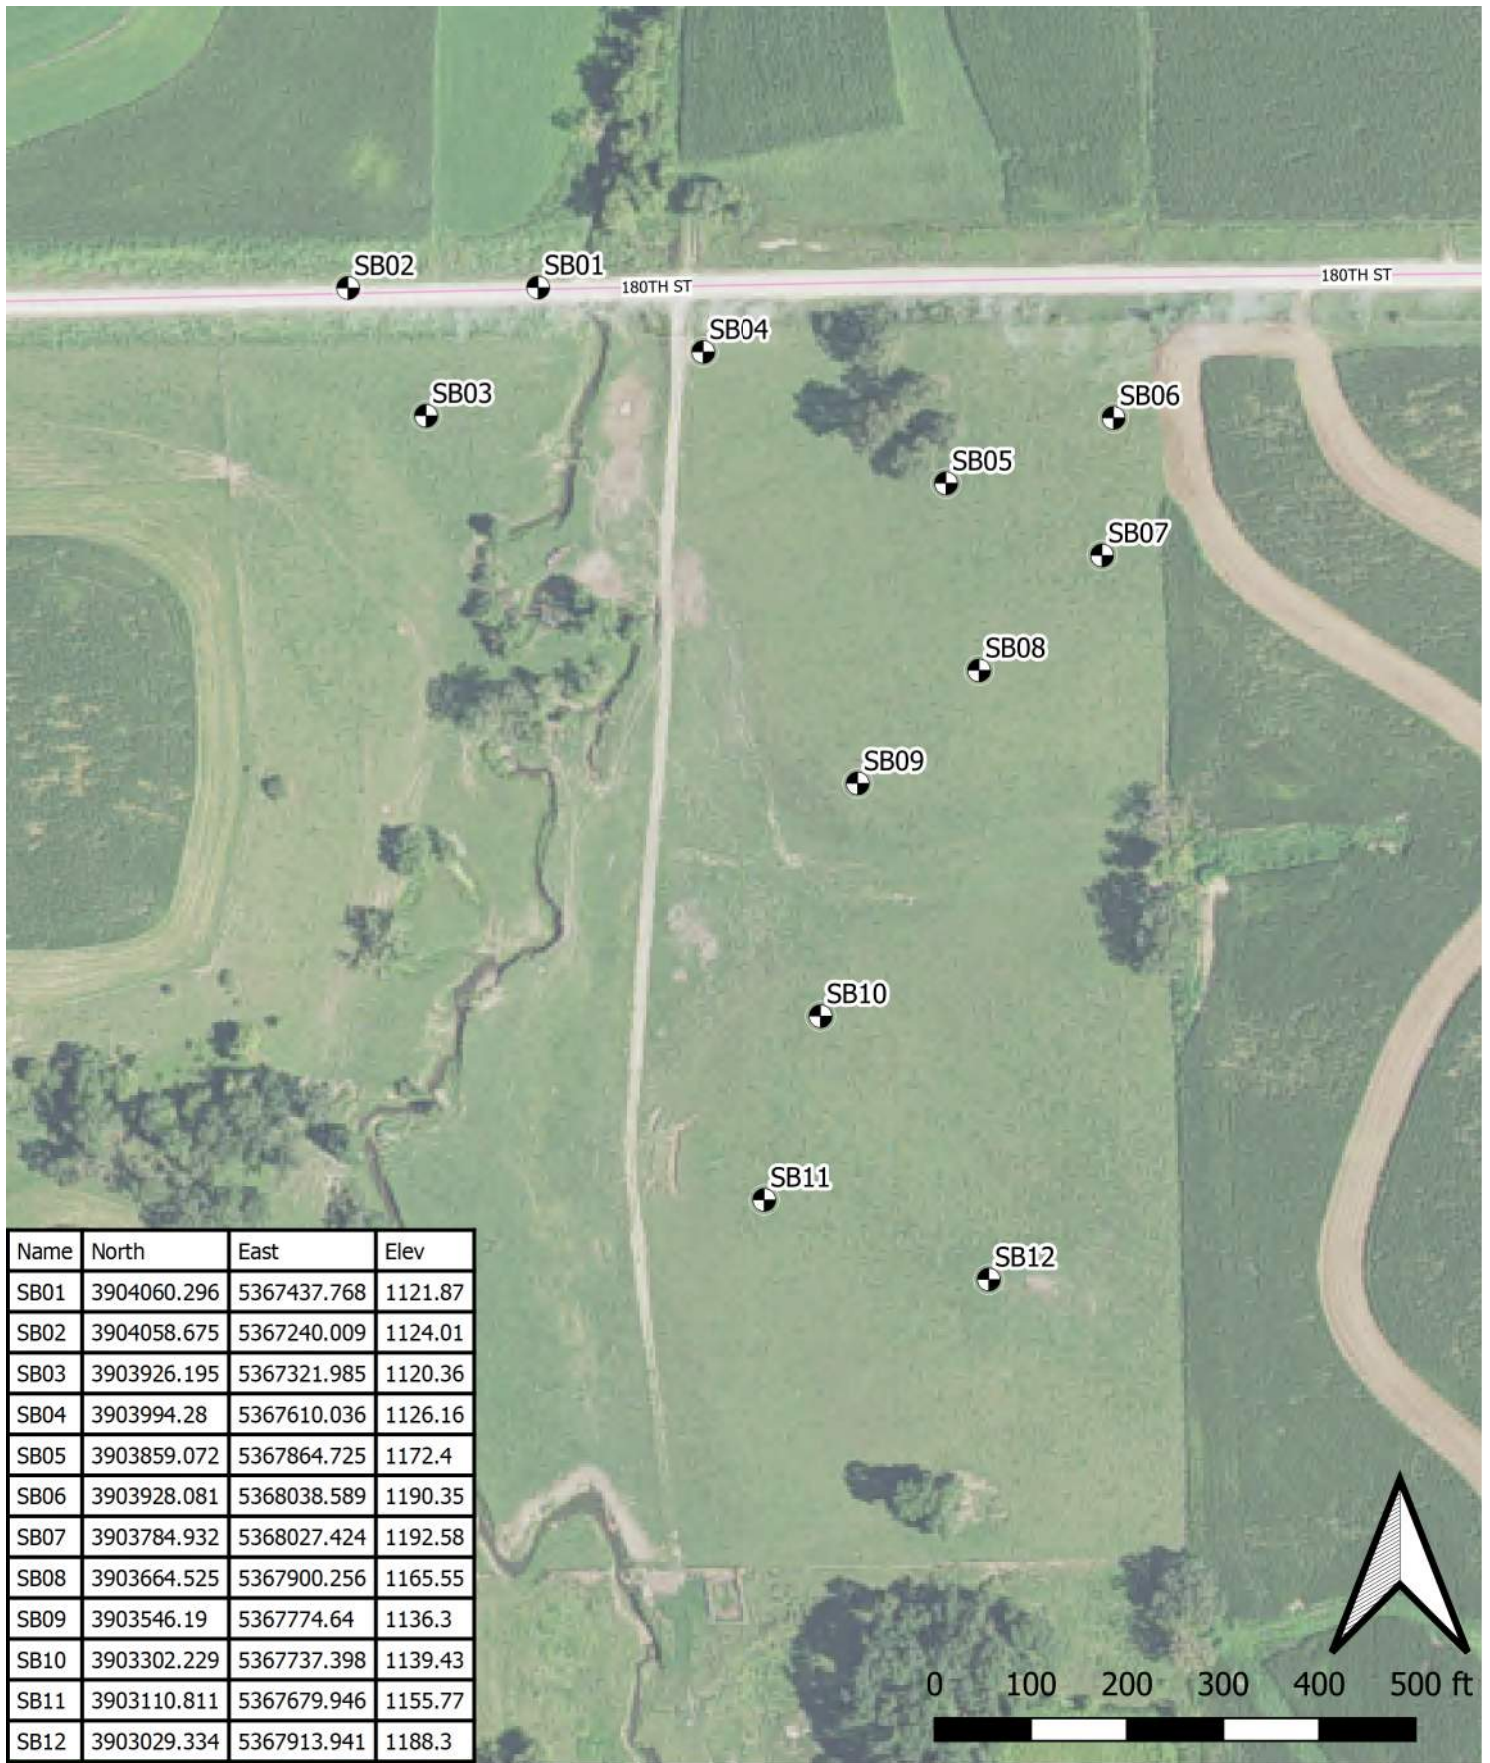 SB02
SB01
180TH ST
180TH ST
SB04
SB03
SB06
SB05
SB07
SB08
SB09
SB10
SB11
SB12
Name North East Elev
SB01 3904060.296 5367437.768 1121.87
SB02 3904058.675 5367240.009 1124.01
SB03 3903926.195 5367321.985 1120.36
SB04 3903994.28 5367610.036 1126.16
SB05 3903859.072 5367864.725 1172.4
SB06 3903928.081 5368038.589 1190.35
SB07 3903784.932 5368027.424 1192.58
SB08 3903664.525 5367900.256 1165.55
SB09 3903546.19 5367774.64 1136.3
SB10 3903302.229 5367737.398 1139.43
SB11 3903110.811 5367679.946 1155.77
SB12 3903029.334 5367913.941 1188.3
0 100 200 300 400 500 ft